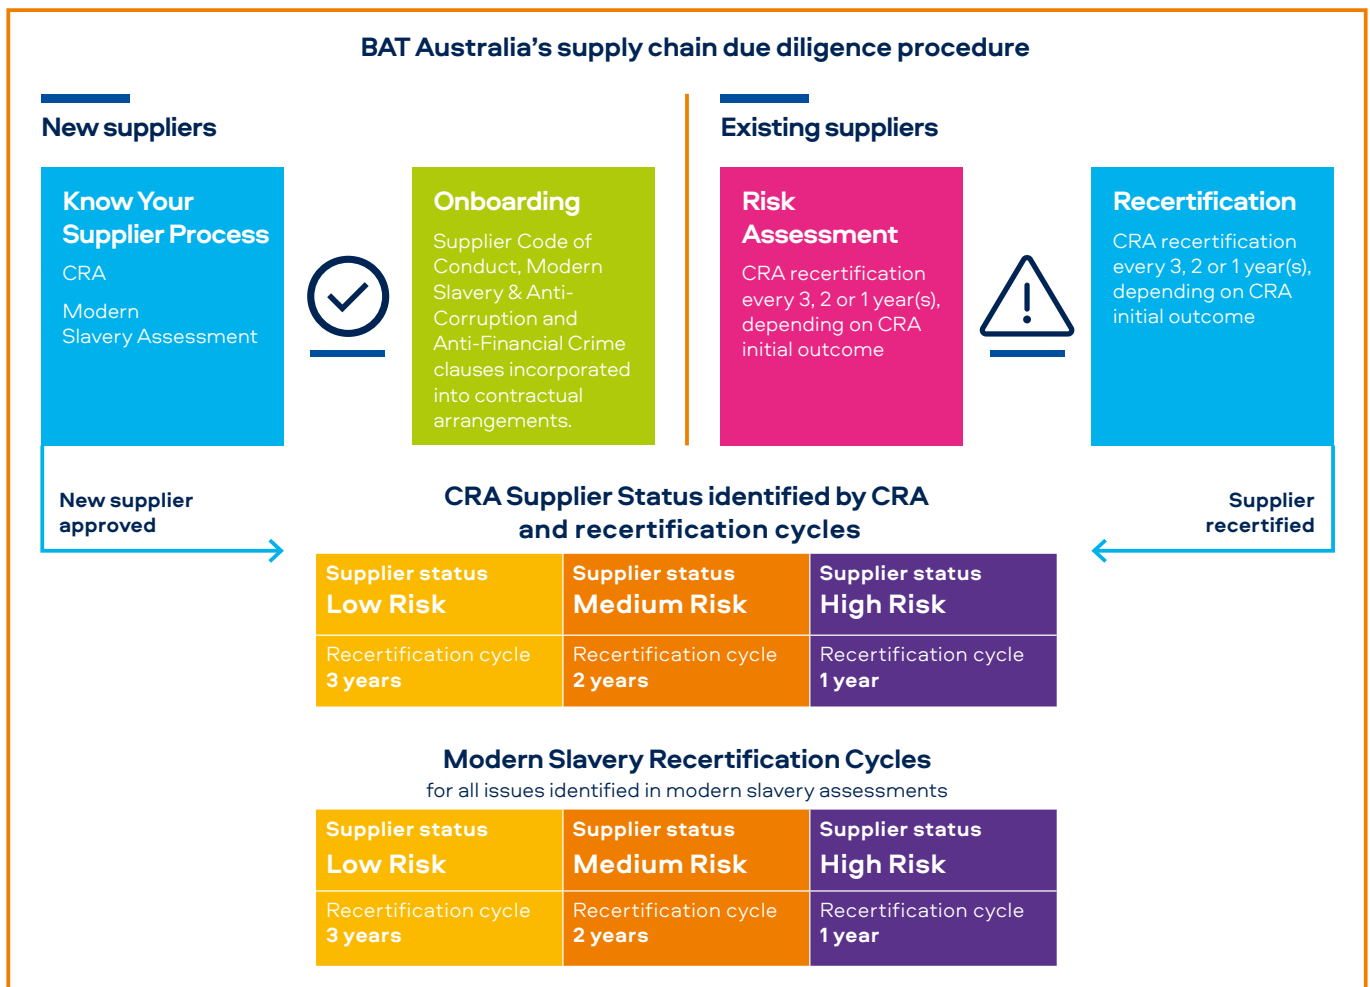 BAT Australia’s supply chain due diligence procedure
New suppliers
Know Your
Supplier Process
CRA
Modern
Slavery Assessment
Onboarding
Supplier Code of
Conduct, Modern
Slavery & Anti-
Corruption and
Anti-Financial Crime
clauses incorporated
into contractual
arrangements.
Existing suppliers
Risk
Assessment
CRA recertification
every 3, 2 or 1 year(s),
depending on CRA
initial outcome
Recertification
CRA recertification
every 3, 2 or 1 year(s),
depending on CRA
initial outcome
New supplier
approved
Supplier
recertified
CRA Supplier Status identified by CRA
and recertification cycles
Supplier status
Low Risk
Recertification cycle
3 years
Supplier status
Medium Risk
Recertification cycle
2 years
Supplier status
High Risk
Recertification cycle
1 year
Modern Slavery Recertification Cycles
for all issues identified in modern slavery assessments
Supplier status
Low Risk
Recertification cycle
3 years
Supplier status
Medium Risk
Recertification cycle
2 years
Supplier status
High Risk
Recertification cycle
1 year